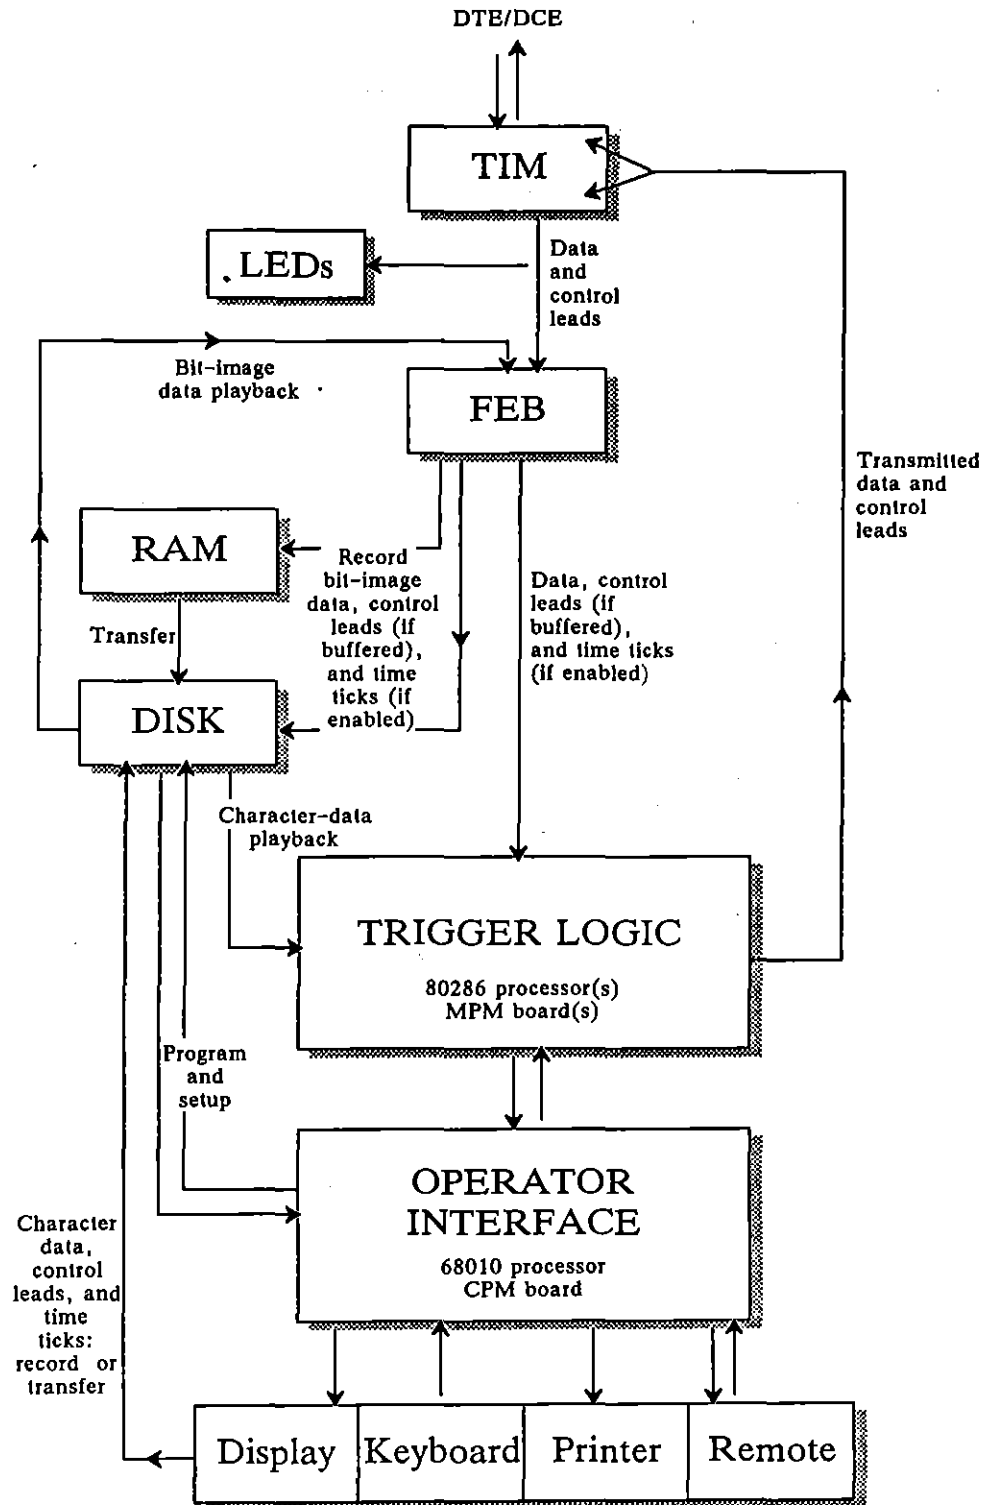 DTE/DCE
TIM
LEDs
Data
and
control
leads
Bit-image
data playback
FEB
Transmitted
data and
control
leads
RAM
Record
bit-image
data, control
leads (if
buffered),
and time
ticks (if
enabled)
Data, control
leads (if
buffered),
and time ticks
(if enabled)
Transfer
DISK
Character-data
playback
TRIGGER LOGIC
80286 processor(s)
MPM board(s)
Program
and
setup
OPERATOR
INTERFACE
68010 processor
CPM board
Character
data,
control
leads, and
time
ticks:
record or
transfer
Display
Keyboard
Printer
Remote